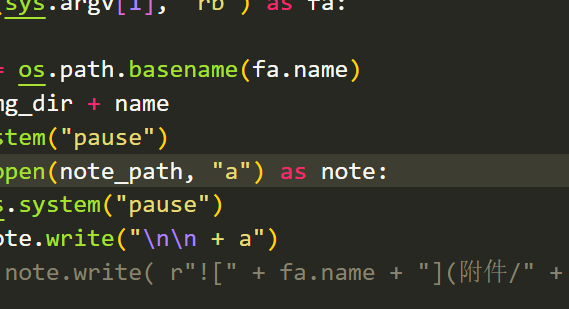 (sys.argv[1], "rb") as fa:
= os.path.basename(fa.name)
mg_dir + name
stem("pause")
open(note_path, "a") as note:
s.system("pause")
ote.write("\n\n + a")
note.write( r"![" + fa.name + "](附件/" +